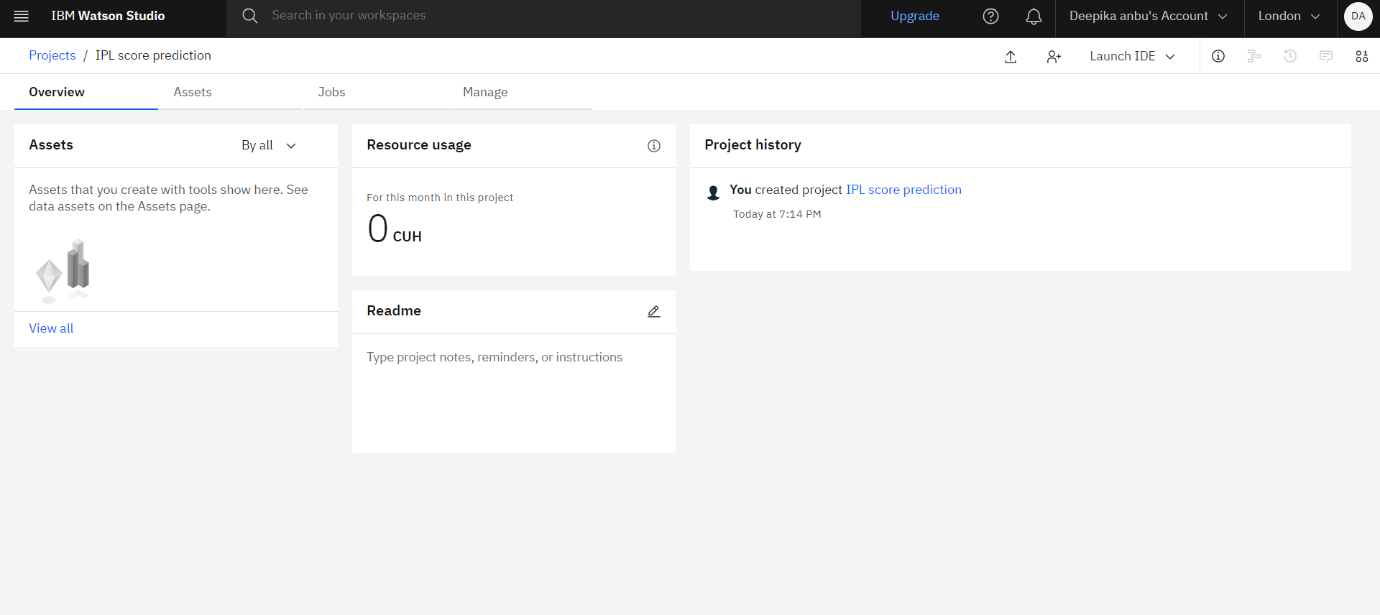 IBM Watson Studio
Search in your workspaces
Upgrade
Deepika anbu's Account
London
DA
Projects / IPL score prediction
Launch IDE
Overview
Assets
Jobs
Manage
Assets
By all
Assets that you create with tools show here. See
data assets on the Assets page.
View all
Resource usage
For this month in this project
0 CUH
Readme
Type project notes, reminders, or instructions
Project history
You created project IPL score prediction
Today at 7:14 PM